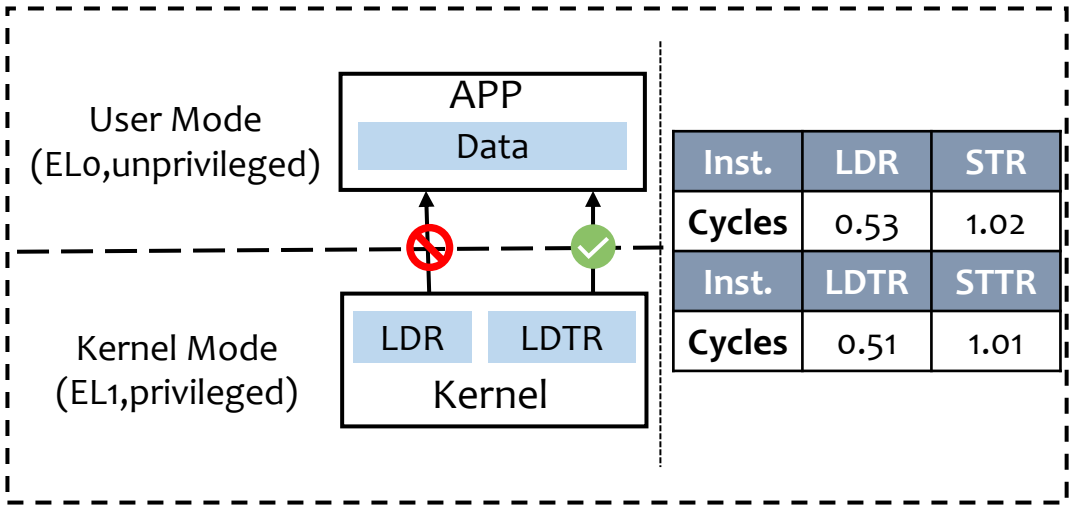 User Mode
(EL0,unprivileged)
APP
Data
Kernel Mode
(EL1,privileged)
LDR LDTR
Kernel
Inst. LDR STR
Cycles 0.53 1.02
Inst. LDTR STTR
Cycles 0.51 1.01